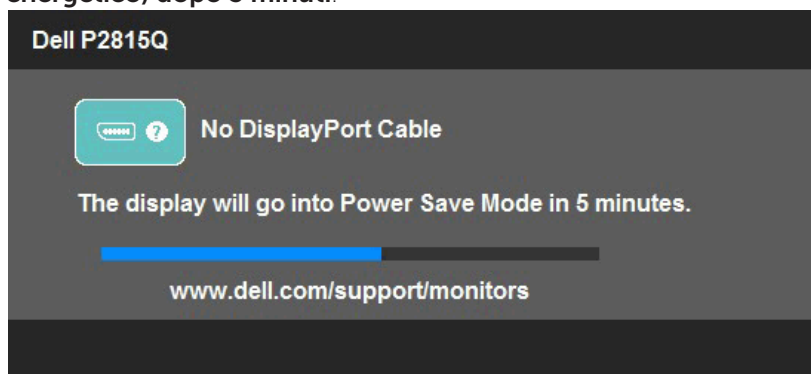 Dell P2815Q
No DisplayPort Cable
The display will go into Power Save Mode in 5 minutes.
www.dell.com/support/monitors